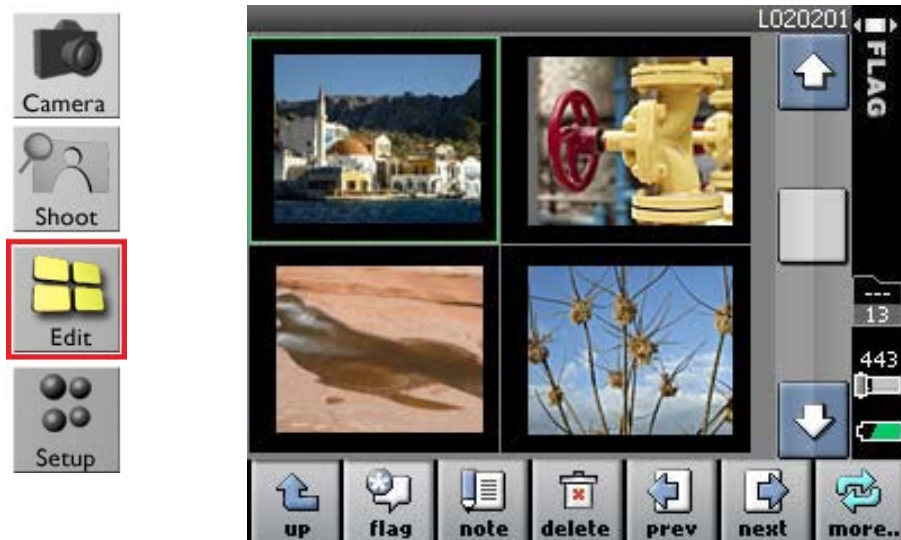 Camera
Shoot
Edit
Setup
L020201
FLAG
---
13
443
up
flag
note
delete
prev
next
more..